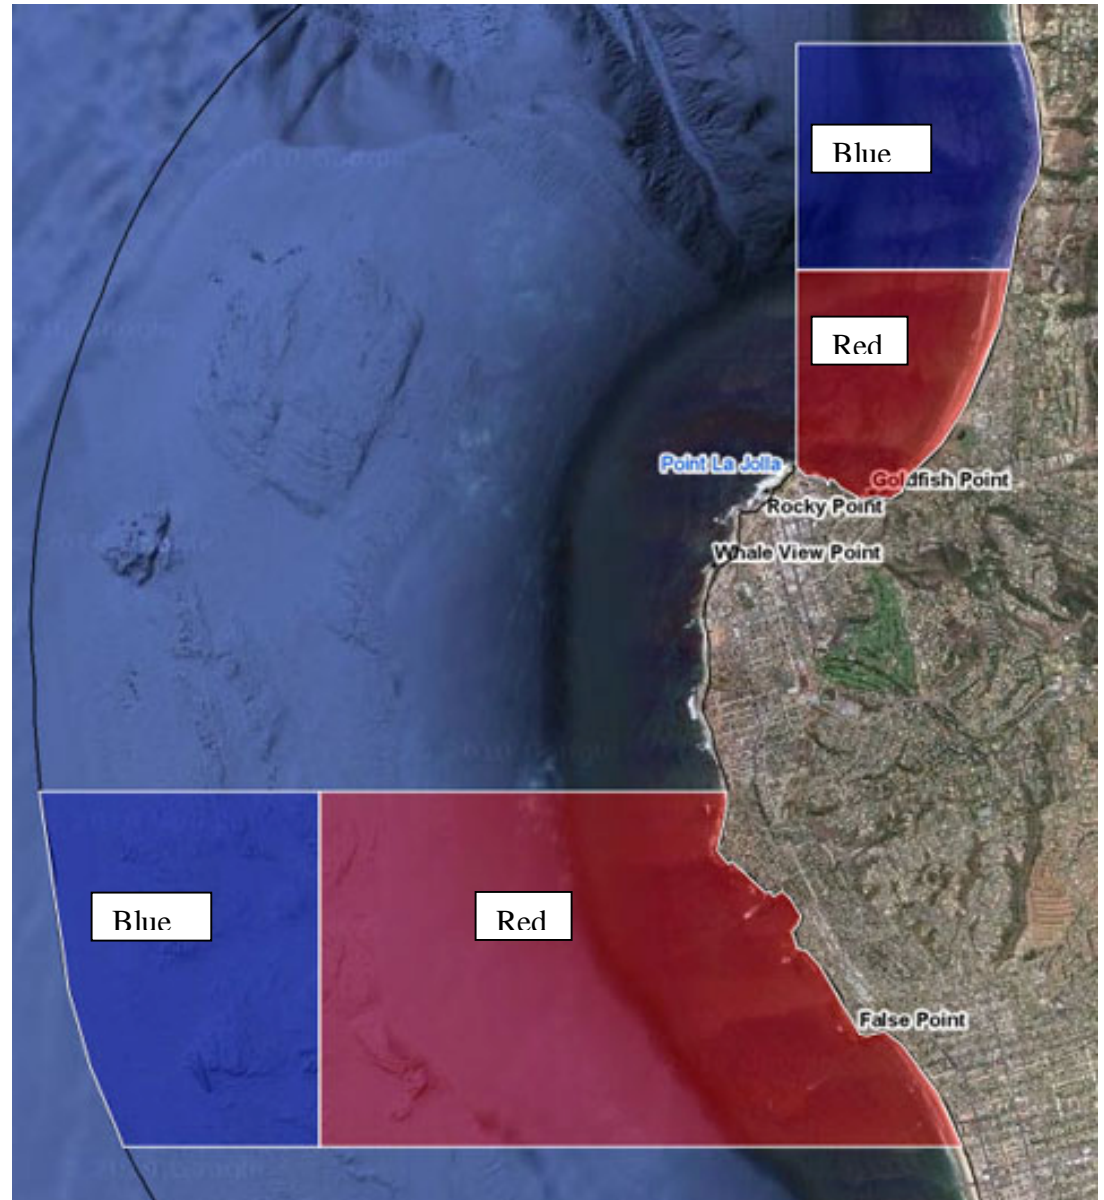 Blue
Red
Point La Jolla
Goldfish Point
Rocky Point
Whale View Point
Blue
Red
False Point